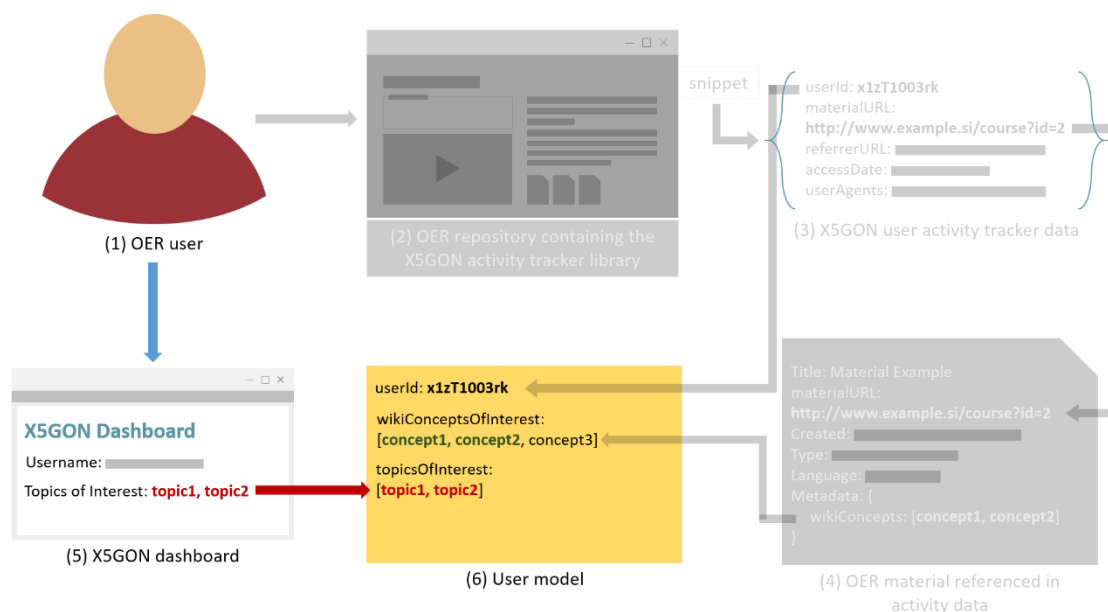 snippet
userId: x1zT1003rk
materialURL:
http://www.example.si/course?id=2
referrerURL:
accessDate:
userAgents:
(1) OER user
(2) OER repository containing the
X5GON activity tracker library
(3) X5GON user activity tracker data
X5GON Dashboard
Username:
Topics of Interest: topic1, topic2
(5) X5GON dashboard
userId: x1zT1003rk
wikiConceptsOfInterest:
[concept1, concept2, concept3]
topicsOfInterest:
[topic1, topic2]
(6) User model
Title: Material Example
materialURL:
http://www.example.si/course?id=2
Created:
Type:
Language:
Metadata: {
wikiConcepts: [concept1, concept2]
}
(4) OER material referenced in
activity data